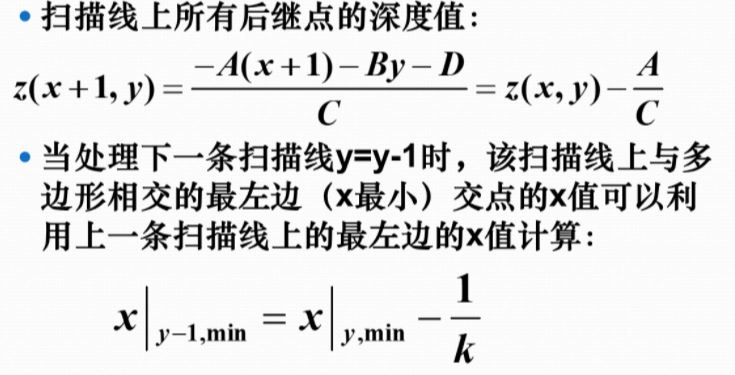 • 扫描线上所有后继点的深度值：
z(x+1, y) = \frac{-A(x+1)-By-D}{C} = z(x, y) - \frac{A}{C}
• 当处理下一条扫描线y=y-1时，该扫描线上与多
边形相交的最左边（x最小）交点的x值可以利
用上一条扫描线上的最左边的x值计算：
x|_{y-1,min} = x|_{y,min} - \frac{1}{k}